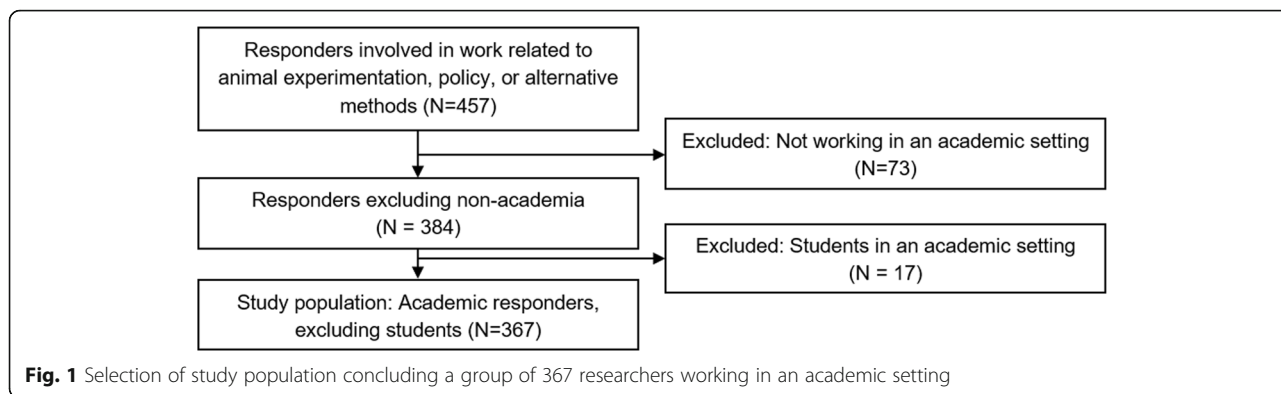 Responders involved in work related to
animal experimentation, policy, or alternative
methods (N=457)
Excluded: Not working in an academic setting
(N=73)
Responders excluding non-academia
(N = 384)
Excluded: Students in an academic setting
(N = 17)
Study population: Academic responders,
excluding students (N=367)
Fig. 1 Selection of study population concluding a group of 367 researchers working in an academic setting